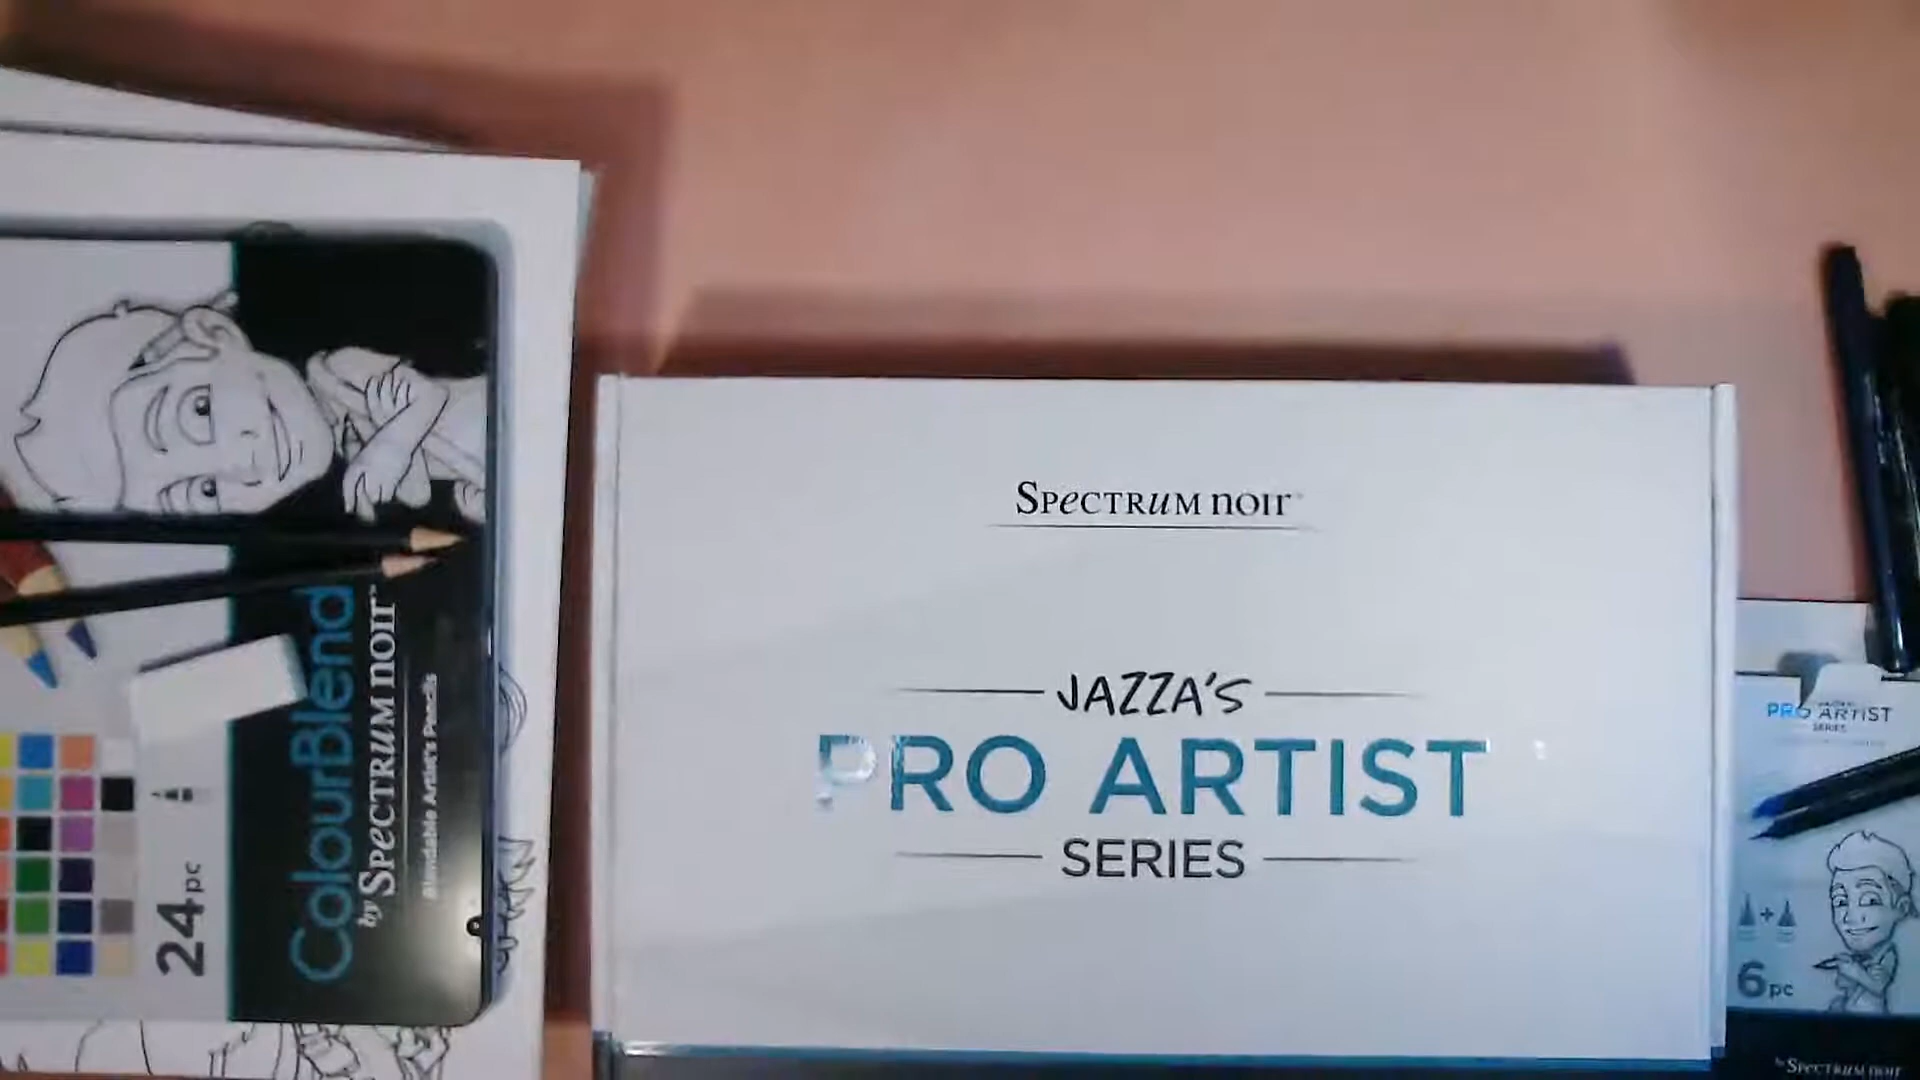 24pc
ColourBlend
by SPECTRUM noir™
Blendable Artist's Pencils
SPECTRUM noir
JAZZA'S
PRO ARTIST
SERIES
PRO ARTIST
SERIES
6pc
by SPECTRUM noir